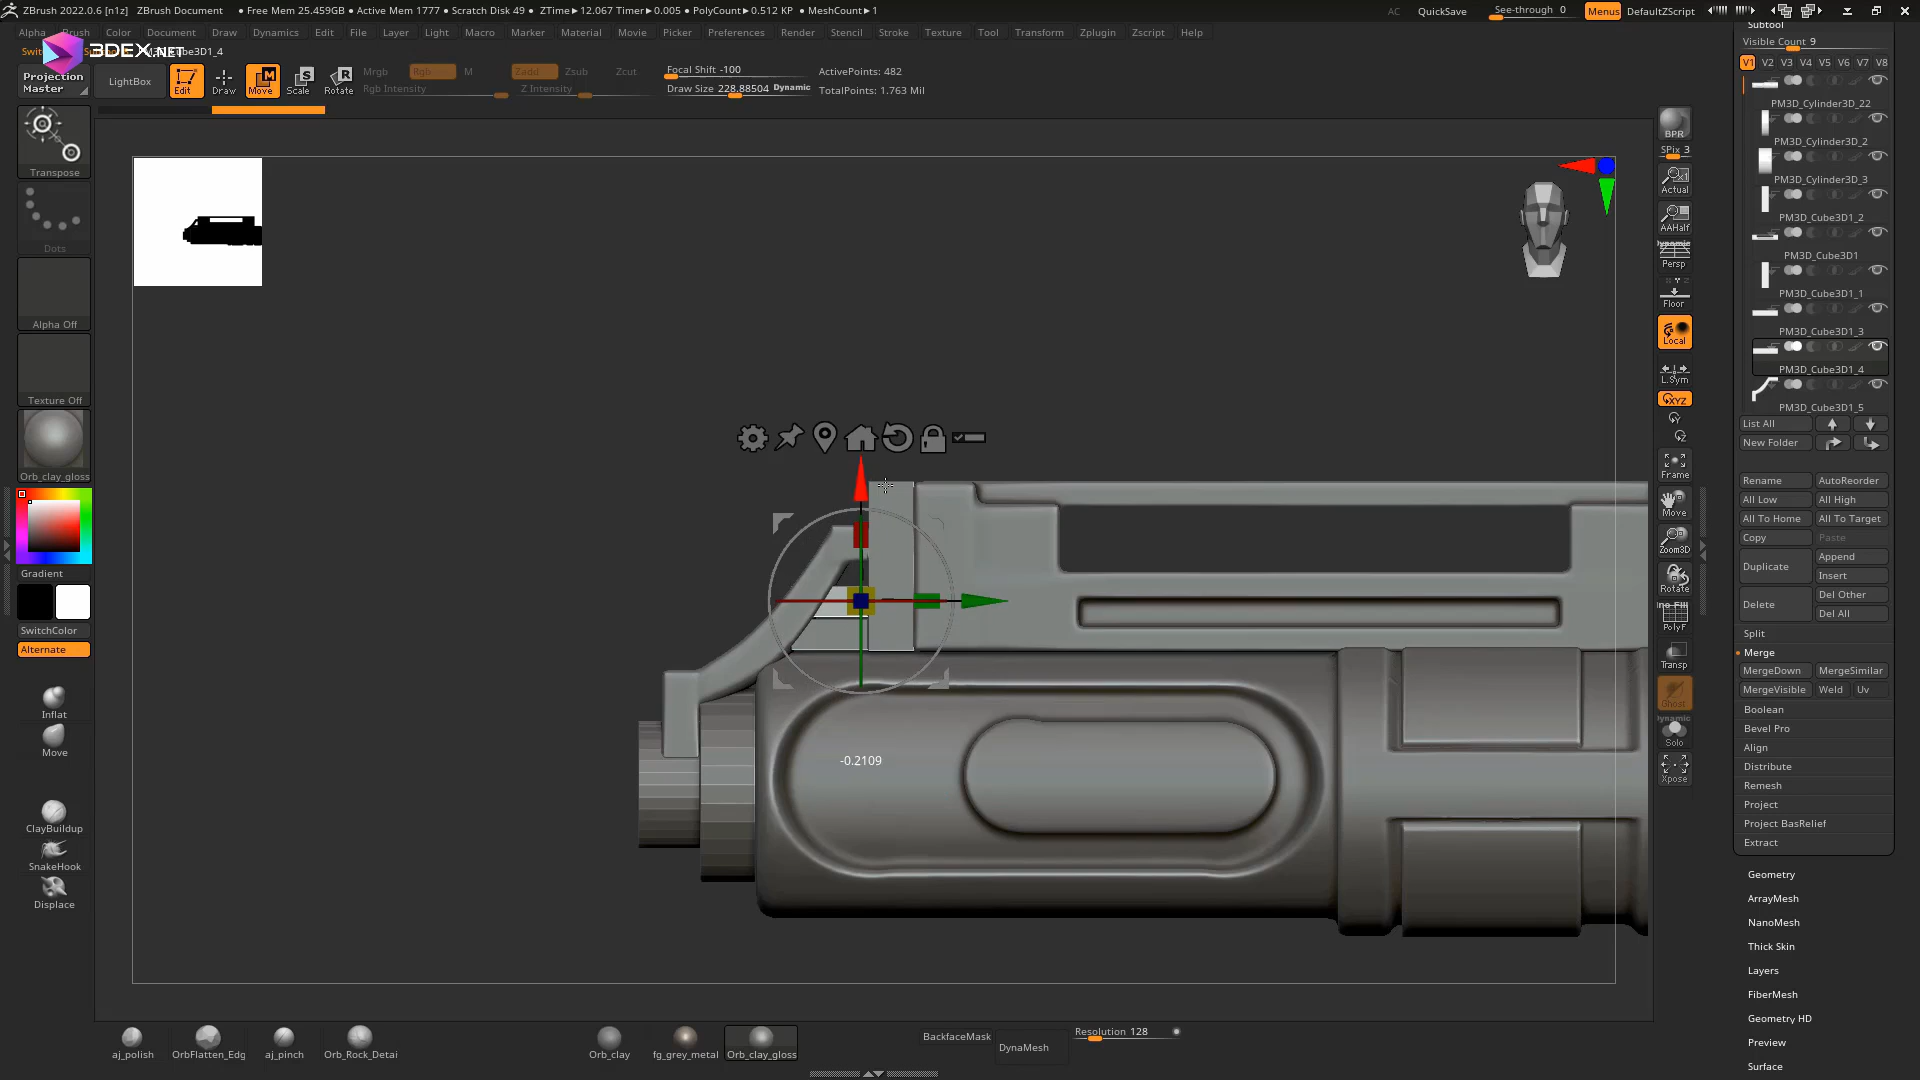 ZBrush 2022.0.6 [n1z] ZBrush Document • Free Mem 25.459GB • Active Mem 1777 • Scratch Disk 49 • ZTime▸12.067 Timer▸0.005 • PolyCount▸0.512 KP • MeshCount▸1 AC QuickSave See-through 0 Menus DefaultZScript
Alpha Brush Color Document Draw Dynamics Edit File Layer Light Macro Marker Material Movie Picker Preferences Render Stencil Stroke Texture Tool Transform Zplugin Zscript Help
3DEX.NET
Projection Master
LightBox
Edit
Draw
Move
Scale
Rotate
Mrgb Rgb M Zadd Zsub Zcut
Rgb Intensity Z Intensity
Focal Shift -100
Draw Size 228.88504 Dynamic
ActivePoints: 482
TotalPoints: 1.763 Mil
Transpose
Dots
Alpha Off
Texture Off
Orb_clay_gloss
Gradient
SwitchColor
Alternate
Inflat
Move
ClayBuildup
SnakeHook
Displace
-0.2109
aj_polish
OrbFlatten_Edg
aj_pinch
Orb_Rock_Detai
Orb_clay
fg_grey_metal
Orb_clay_gloss
BackfaceMask
DynaMesh
Resolution 128
BPR
SPix 3
Actual
AAHalf
Dynamic
Persp
Floor
Local
L.Sym
XYZ
Frame
Move
Zoom3D
Rotate
PolyF
Transp
Ghost
Dynamic
Solo
Xpose
Subtool
Visible Count 9
V1 V2 V3 V4 V5 V6 V7 V8
PM3D_Cylinder3D_22
PM3D_Cylinder3D_2
PM3D_Cylinder3D_3
PM3D_Cube3D1_2
PM3D_Cube3D1
PM3D_Cube3D1_1
PM3D_Cube3D1_3
PM3D_Cube3D1_4
PM3D_Cube3D1_5
List All
New Folder
Rename AutoReorder
All Low All High
All To Home All To Target
Copy Paste
Duplicate Append
Insert
Delete Del Other
Del All
Split
Merge
MergeDown MergeSimilar
MergeVisible Weld Uv
Boolean
Bevel Pro
Align
Distribute
Remesh
Project
Project BasRelief
Extract
Geometry
ArrayMesh
NanoMesh
Thick Skin
Layers
FiberMesh
Geometry HD
Preview
Surface